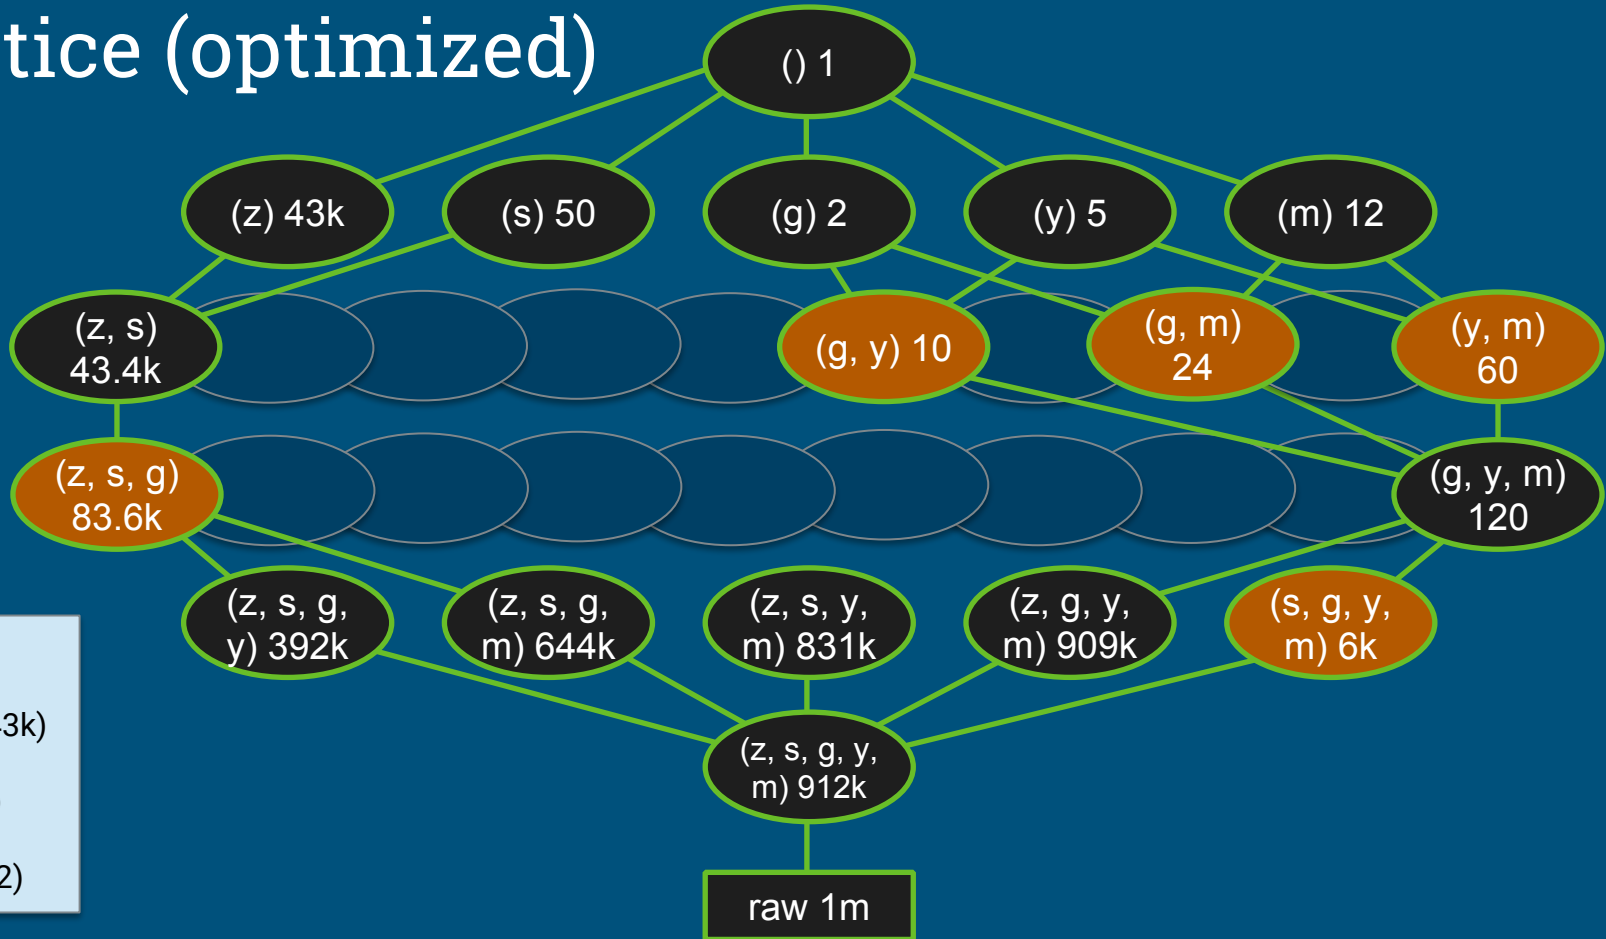 (optimized)
() 1
(z) 43k
(s) 50
(g) 2
(y) 5
(m) 12
(z, s)
43.4k
(g, y) 10
(g, m)
24
(y, m)
60
(z, s, g)
83.6k
(g, y, m)
120
(z, s, g,
y) 392k
(z, s, g,
m) 644k
(z, s, y,
m) 831k
(z, g, y,
m) 909k
(s, g, y,
m) 6k
(z, s, g, y,
m) 912k
raw 1m